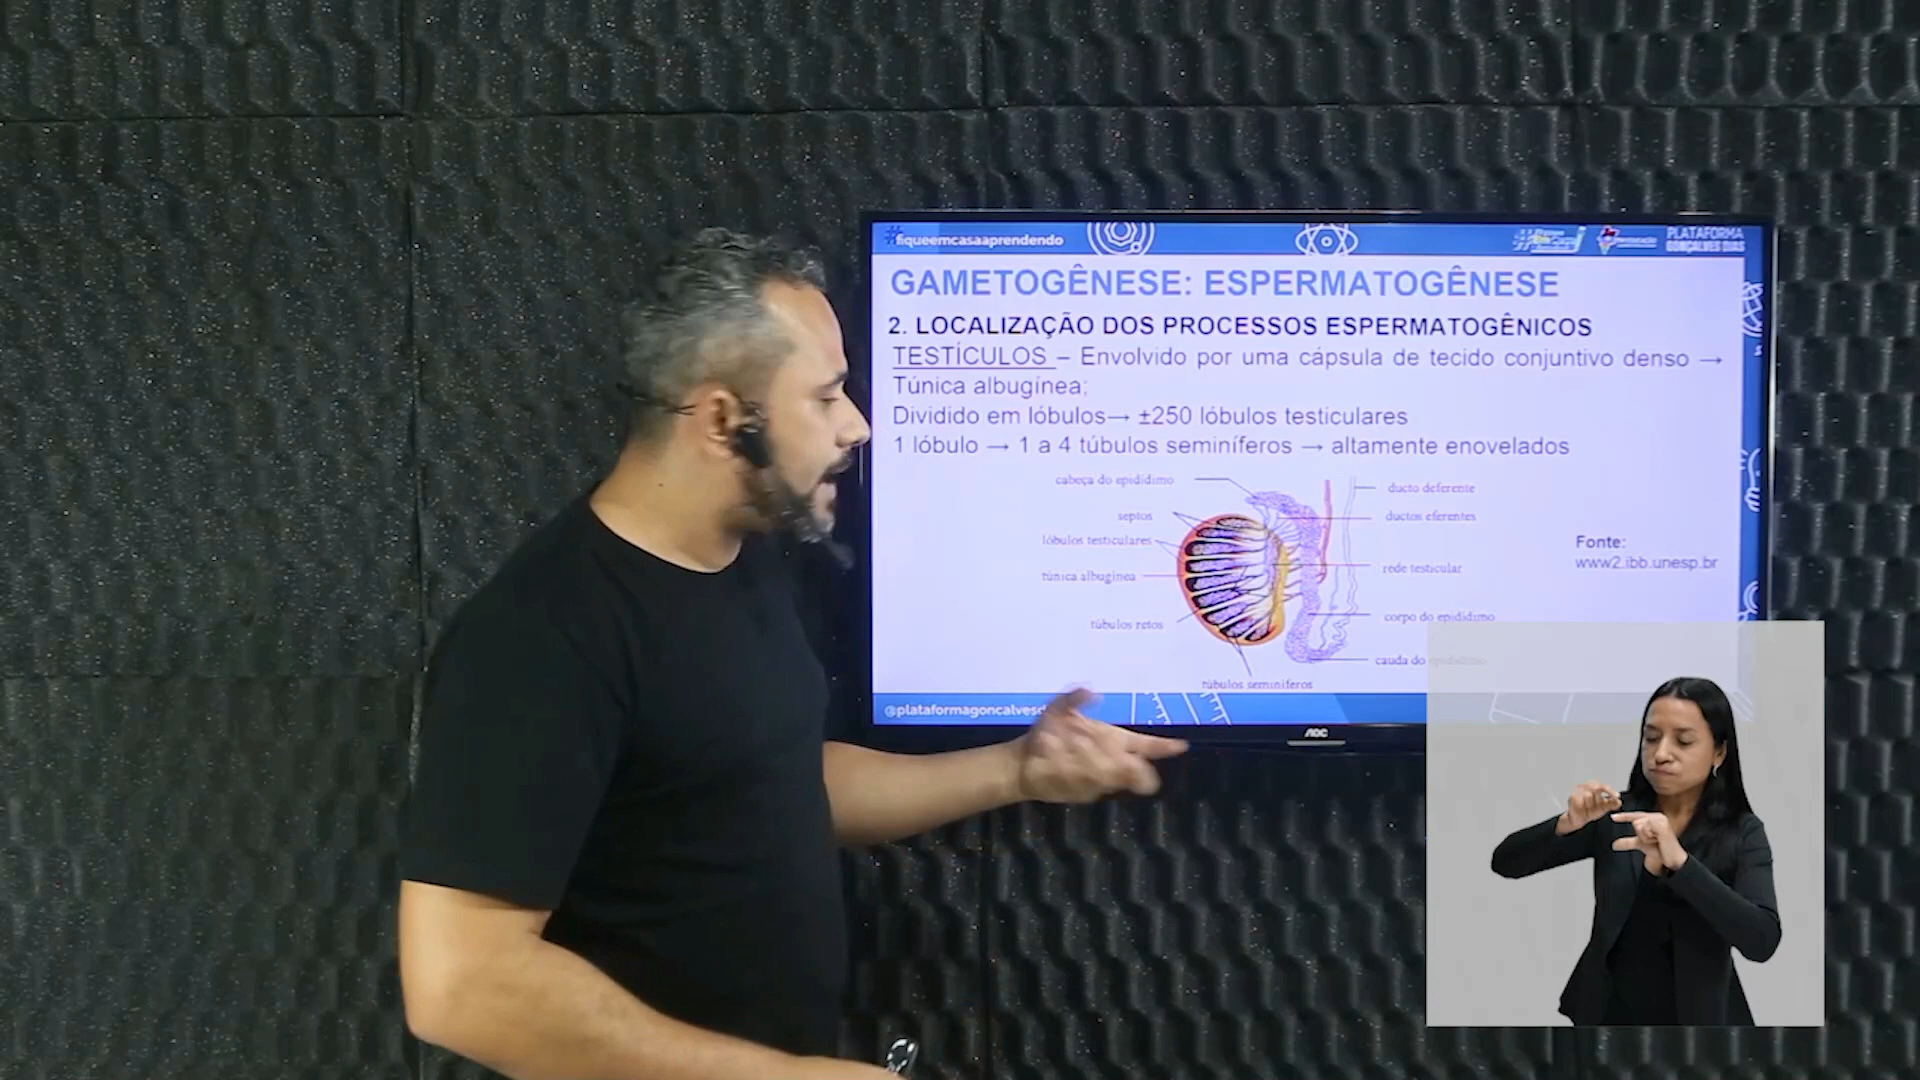 #fiqueemcasaaprendendo
PLATAFORMA
GONÇALVES DIAS
GAMETOGÊNESE: ESPERMATOGÊNESE
2. LOCALIZAÇÃO DOS PROCESSOS ESPERMATOGÊNICOS
TESTÍCULOS – Envolvido por uma cápsula de tecido conjuntivo denso →
Túnica albugínea;
Dividido em lóbulos→ ±250 lóbulos testiculares
1 lóbulo → 1 a 4 túbulos seminíferos → altamente enovelados
cabeça do epidídimo
ducto deferente
septos
ductos eferentes
lóbulos testiculares
túnica albugínea
rede testicular
túbulos retos
corpo do epidídimo
cauda do epidídimo
túbulos seminíferos
Fonte:
www2.ibb.unesp.br
@plataformagoncalvesd
AOC